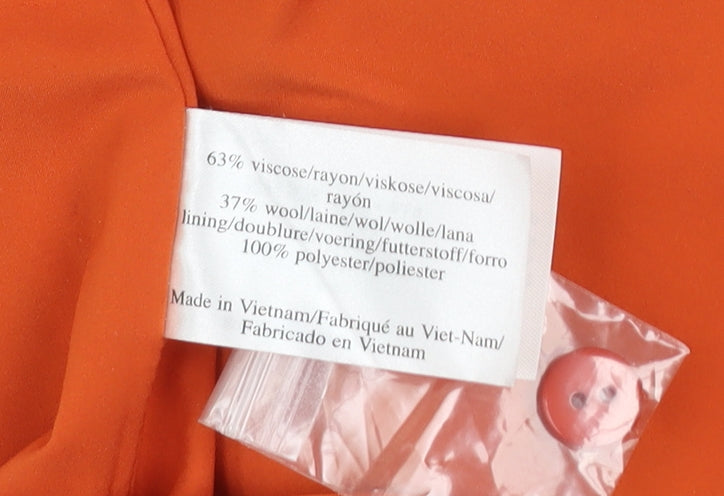 63% viscose/rayon/viskose/viscosa/
rayón
37% wool/laine/wol/wolle/lana
lining/doublure/voering/futterstoff/forro
100% polyester/poliester
Made in Vietnam/Fabriqué au Viet-Nam/
Fabricado en Vietnam